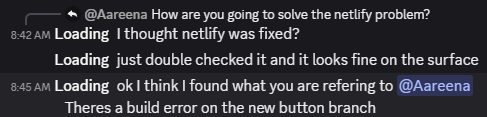 @Aareena How are you going to solve the netlify problem?
8:42 AM Loading I thought netlify was fixed?
Loading just double checked it and it looks fine on the surface
8:45 AM Loading ok I think I found what you are refering to @Aareena
Theres a build error on the new button branch